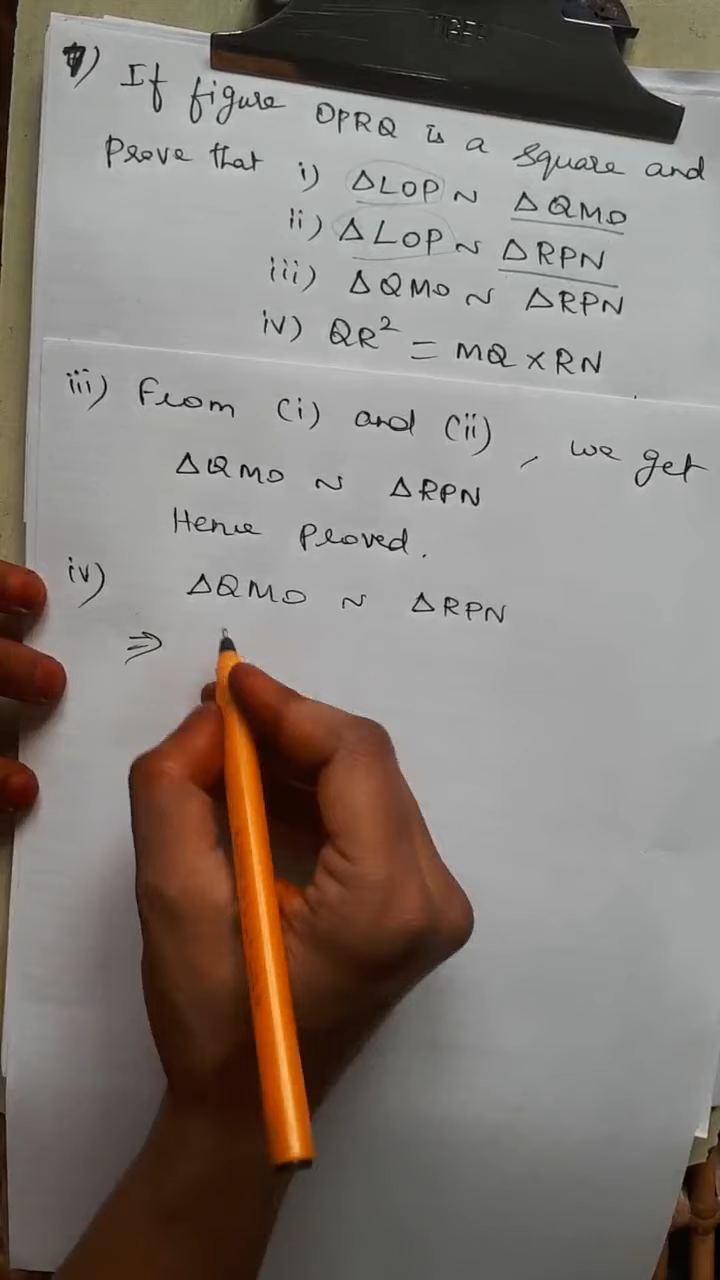 7) If figure OPRQ is a square and
Prove that i) ΔLOP ~ ΔQMO
ii) ΔLOP ~ ΔRPN
iii) ΔQMO ~ ΔRPN
iv) QR² = MQ × RN
iii) From (i) and (ii), we get
ΔQMO ~ ΔRPN
Hence Proved.
iv) ΔQMO ~ ΔRPN
⇒